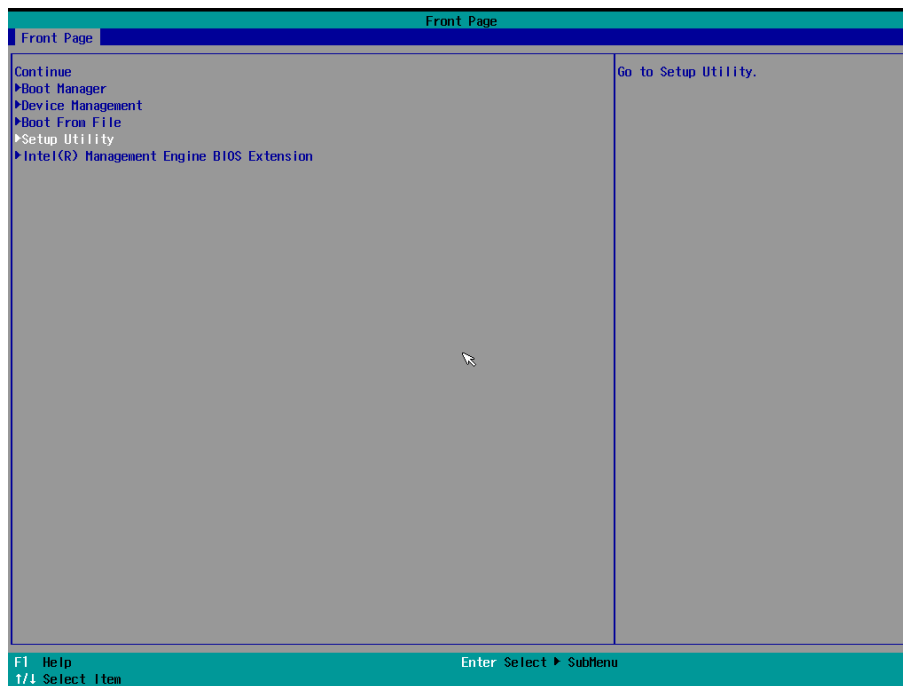 Front Page
Front Page
Continue
Go to Setup Utility.
▶Boot Manager
▶Device Management
▶Boot From File
▶Setup Utility
▶Intel(R) Management Engine BIOS Extension
F1 Help
Enter Select ▶ SubMenu
↑/↓ Select Item